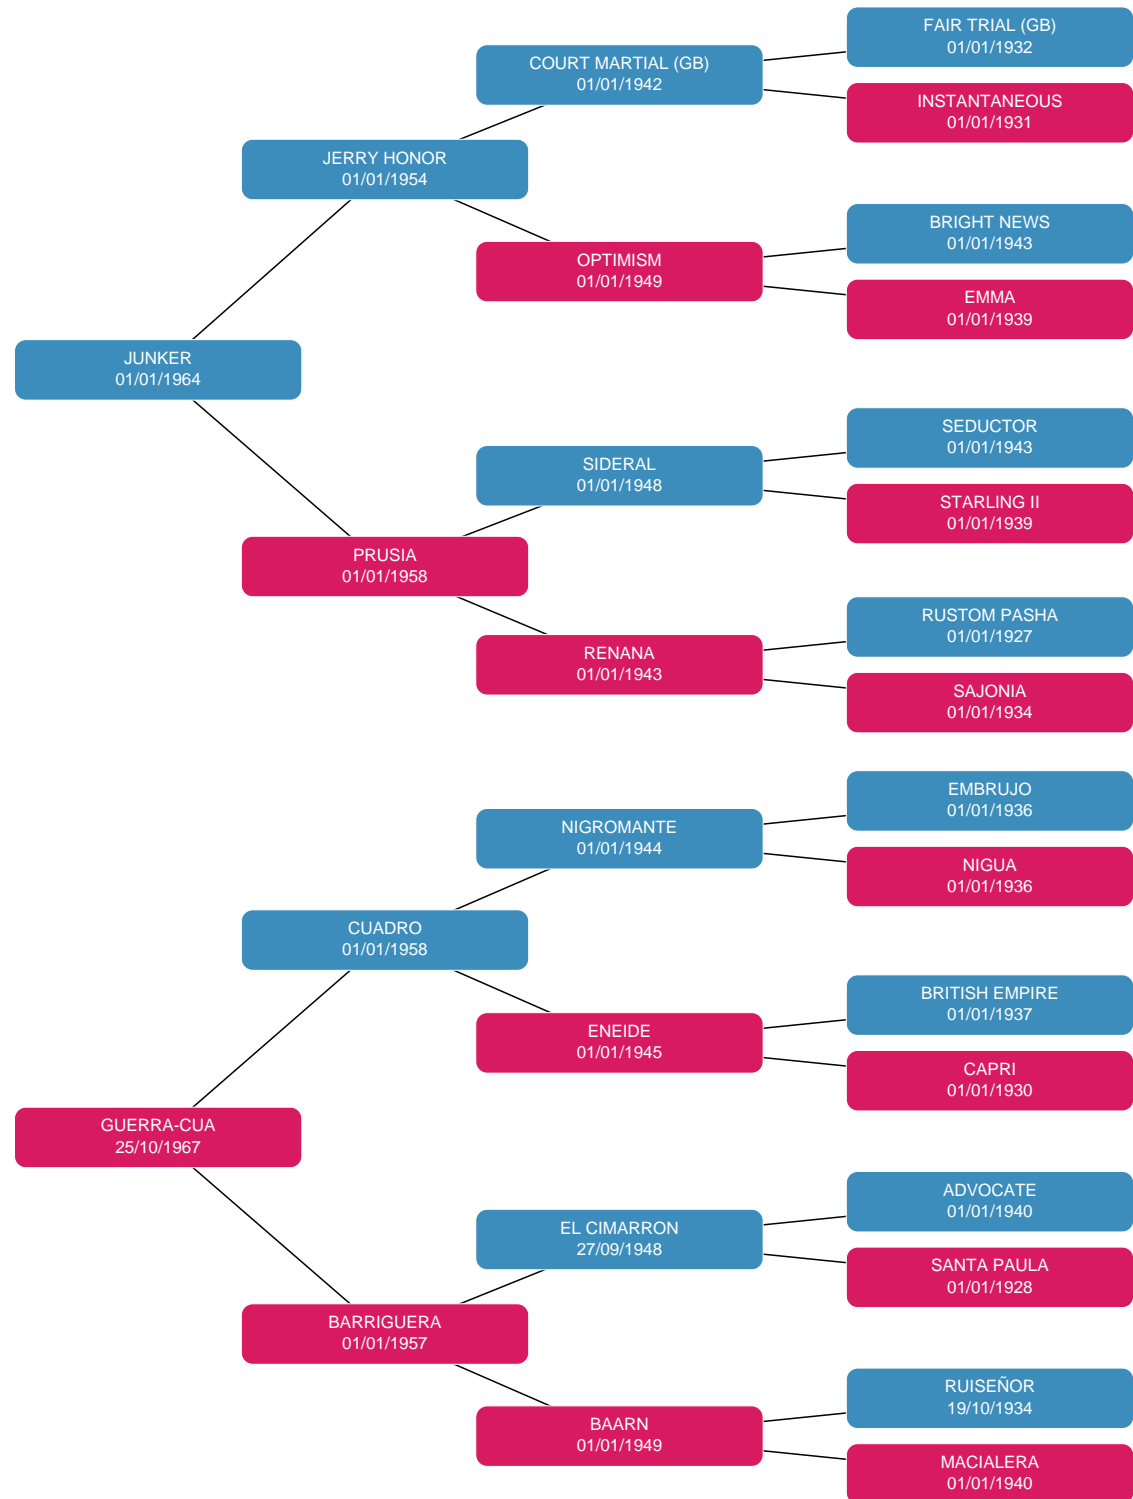 FAIR TRIAL (GB)
01/01/1932
COURT MARTIAL (GB)
01/01/1942
INSTANTANEOUS
01/01/1931
JERRY HONOR
01/01/1954
BRIGHT NEWS
01/01/1943
OPTIMISM
01/01/1949
EMMA
01/01/1939
JUNKER
01/01/1964
SEDUCTOR
01/01/1943
SIDERAL
01/01/1948
STARLING II
01/01/1939
PRUSIA
01/01/1958
RUSTOM PASHA
01/01/1927
RENANA
01/01/1943
SAJONIA
01/01/1934
EMBRUJO
01/01/1936
NIGROMANTE
01/01/1944
NIGUA
01/01/1936
CUADRO
01/01/1958
BRITISH EMPIRE
01/01/1937
ENEIDE
01/01/1945
CAPRI
01/01/1930
GUERRA-CUA
25/10/1967
ADVOCATE
01/01/1940
EL CIMARRON
27/09/1948
SANTA PAULA
01/01/1928
BARRIGUERA
01/01/1957
RUISEÑOR
19/10/1934
BAARN
01/01/1949
MACIALERA
01/01/1940